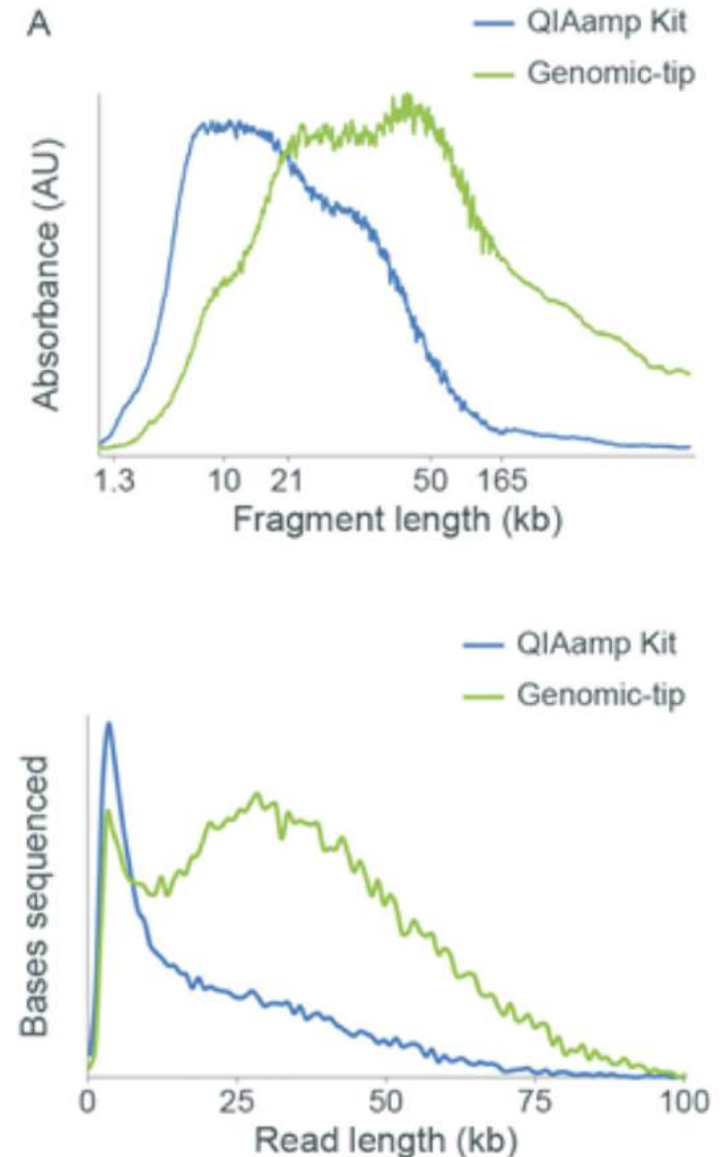 A
QIAamp Kit
Genomic-tip
Absorbance (AU)
1.3 10 21 50 165
Fragment length (kb)
QIAamp Kit
Genomic-tip
Bases sequenced
0 25 50 75 100
Read length (kb)